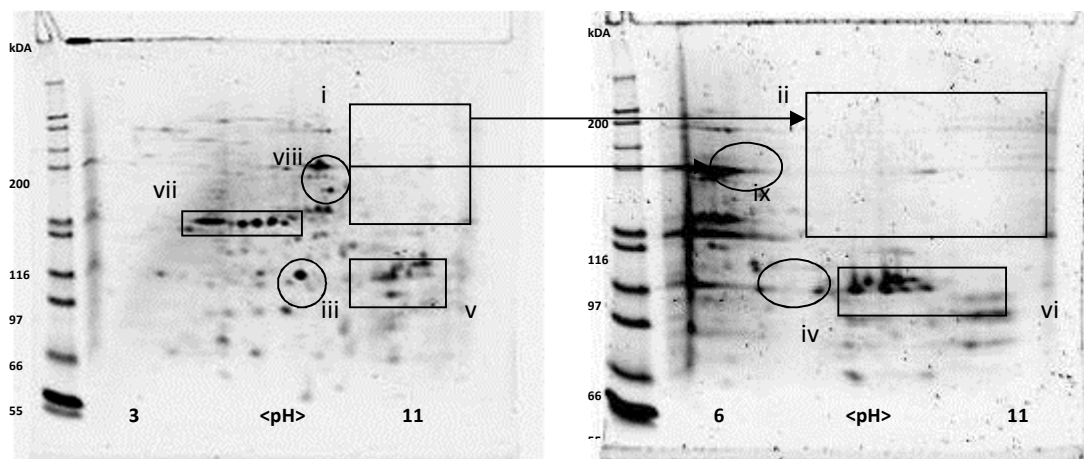 kDA
i
viii
vii
200
116
iii
v
97
66
55
3 <pH> 11
kDA
ii
200
ix
116
97
iv
vi
66
6 <pH> 11